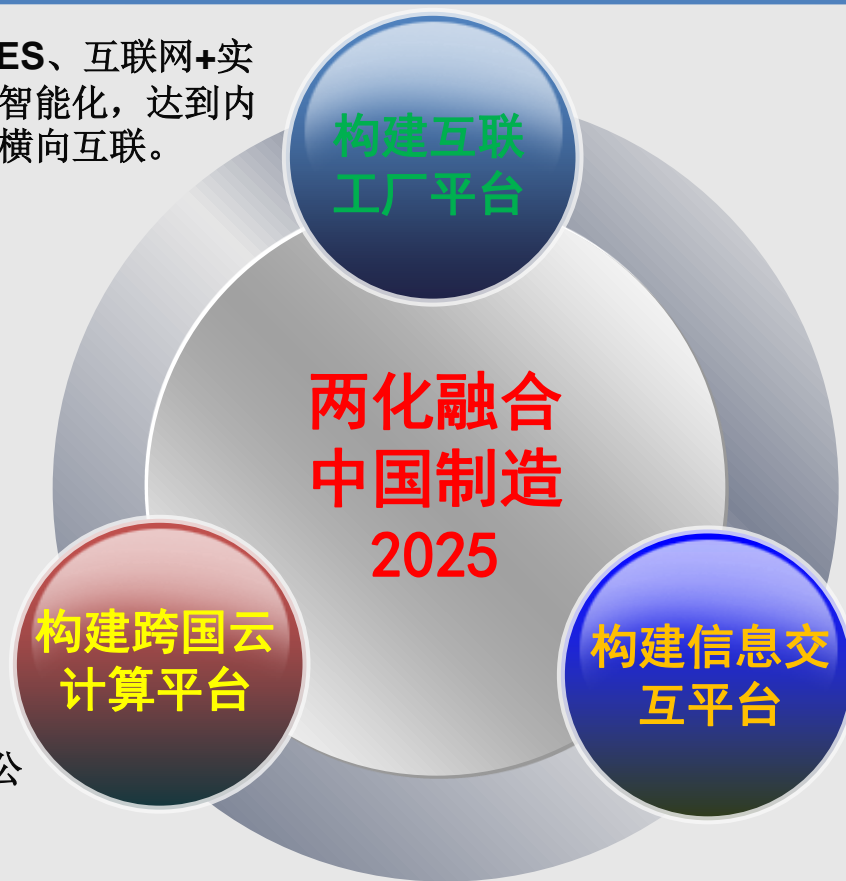 ES、互联网+实
智能化，达到内
横向互联。
构建互联
工厂平台
两化融合
中国制造
2025
构建跨国云
计算平台
构建信息交
互平台
公